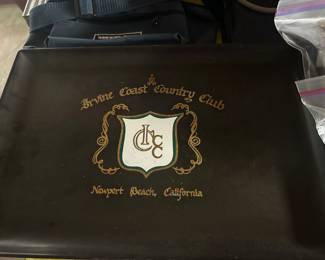 Irvine Coast Country Club
ICCC
Newport Beach, California